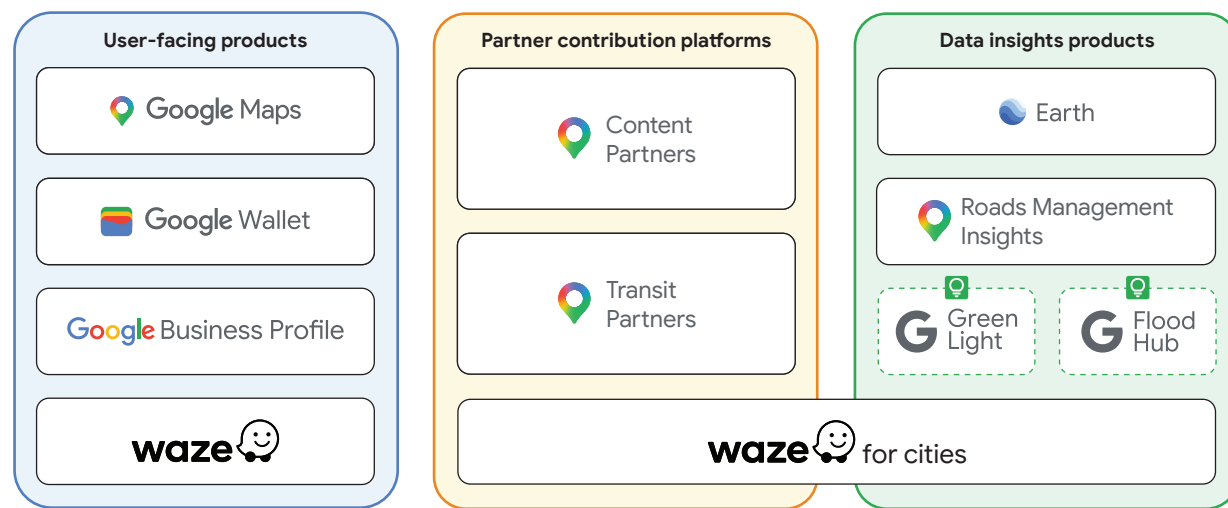 User-facing products
Google Maps
Google Wallet
Google Business Profile
waze
Partner contribution platforms
Content
Partners
Transit
Partners
Data insights products
Earth
Roads Management
Insights
G Green
Light
G Flood
Hub
waze for cities